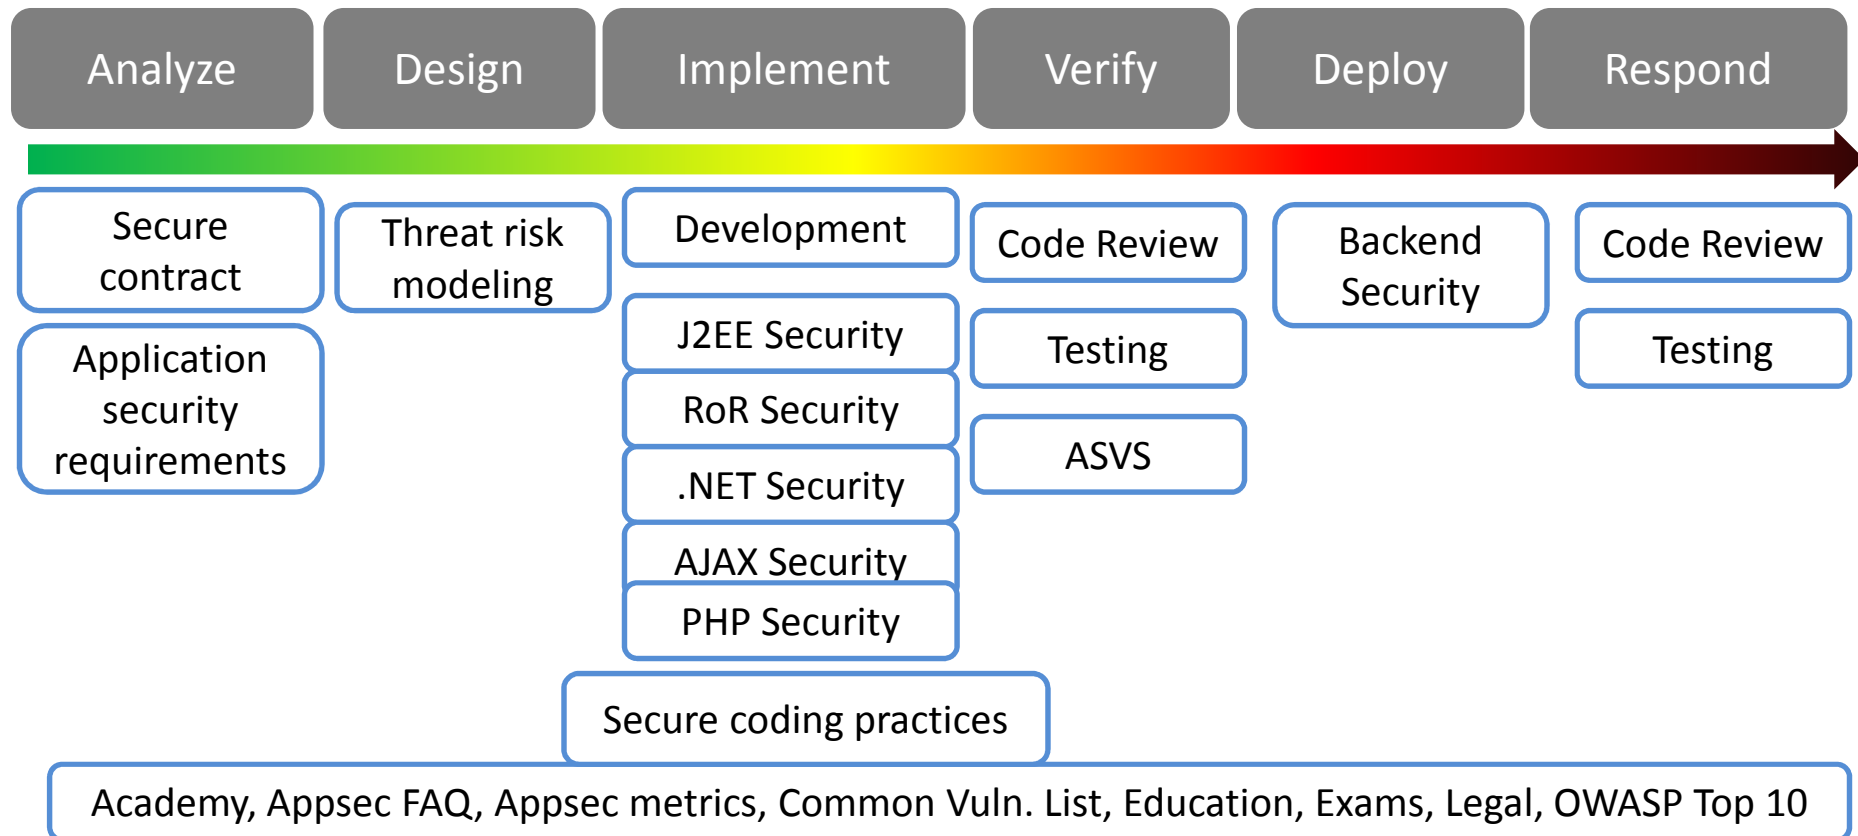 Analyze
Design
Implement
Verify
Deploy
Respond
Secure
contract
Application
security
requirements
Threat risk
modeling
Development
J2EE Security
RoR Security
.NET Security
AJAX Security
PHP Security
Secure coding practices
Code Review
Testing
ASVS
Backend
Security
Code Review
Testing
Academy, Appsec FAQ, Appsec metrics, Common Vuln. List, Education, Exams, Legal, OWASP Top 10